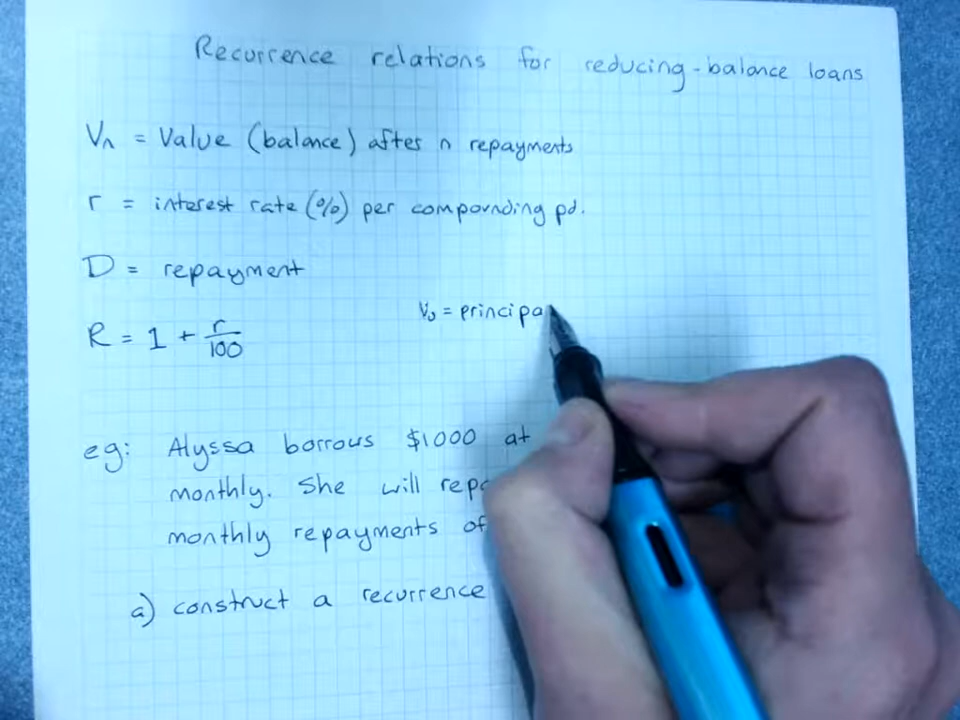 Recurrence relations for reducing-balance loans
Vn = Value (balance) after n repayments
r = interest rate (%) per compounding pd.
D = repayment
V₀ = principa
R = 1 + r/100
eg: Alyssa borrows $1000 at
monthly. She will repa
monthly repayments of
a) construct a recurrence